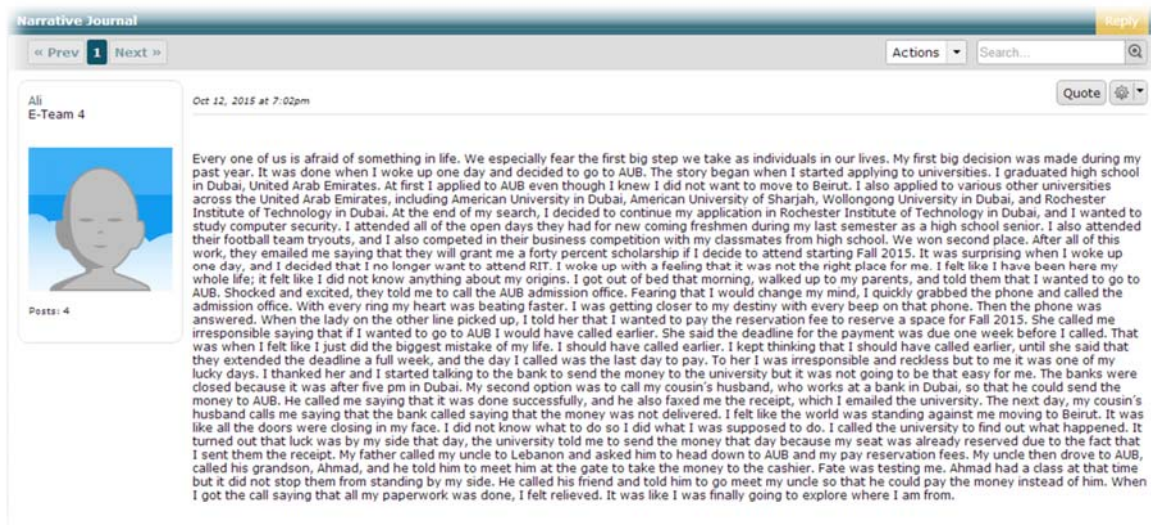 Narrative Journal
Reply
« Prev 1 Next »
Actions
Search...
Ali
E-Team 4
Oct 12, 2015 at 7:02pm
Quote
Every one of us is afraid of something in life. We especially fear the first big step we take as individuals in our lives. My first big decision was made during my
past year. It was done when I woke up one day and decided to go to AUB. The story began when I started applying to universities. I graduated high school
in Dubai, United Arab Emirates. At first I applied to AUB even though I knew I did not want to move to Beirut. I also applied to various other universities
across the United Arab Emirates, including American University in Dubai, American University of Sharjah, Wollongong University in Dubai, and Rochester
Institute of Technology in Dubai. At the end of my search, I decided to continue my application in Rochester Institute of Technology in Dubai, and I wanted to
study computer security. I attended all of the open days they had for new coming freshmen during my last semester as a high school senior. I also attended
their football team tryouts, and I also competed in their business competition with my classmates from high school. We won second place. After all of this
work, they emailed me saying that they will grant me a forty percent scholarship if I decide to attend starting Fall 2015. It was surprising when I woke up
one day, and I decided that I no longer want to attend RIT. I woke up with a feeling that it was not the right place for me. I felt like I have been here my
whole life; it felt like I did not know anything about my origins. I got out of bed that morning, walked up to my parents, and told them that I wanted to go to
AUB. Shocked and excited, they told me to call the AUB admission office. Fearing that I would change my mind, I quickly grabbed the phone and called the
admission office. With every ring my heart was beating faster. I was getting closer to my destiny with every beep on that phone. Then the phone was
answered. When the lady on the other line picked up, I told her that I wanted to pay the reservation fee to reserve a space for Fall 2015. She called me
irresponsible saying that if I wanted to go to AUB I would have called earlier. She said the deadline for the payment was due one week before I called. That
was when I felt like I just did the biggest mistake of my life. I should have called earlier. I kept thinking that I should have called earlier, until she said that
they extended the deadline a full week, and the day I called was the last day to pay. To her I was irresponsible and reckless but to me it was one of my
lucky days. I thanked her and I started talking to the bank to send the money to the university but it was not going to be that easy for me. The banks were
closed because it was after five pm in Dubai. My second option was to call my cousin´s husband, who works at a bank in Dubai, so that he could send the
money to AUB. He called me saying that it was done successfully, and he also faxed me the receipt, which I emailed the university. The next day, my cousin´s
husband calls me saying that the bank called saying that the money was not delivered. I felt like the world was standing against me moving to Beirut. It was
like all the doors were closing in my face. I did not know what to do so I did what I was supposed to do. I called the university to find out what happened. It
turned out that luck was by my side that day, the university told me to send the money that day because my seat was already reserved due to the fact that
I sent them the receipt. My father called my uncle to Lebanon and asked him to head down to AUB and my pay reservation fees. My uncle then drove to AUB,
called his grandson, Ahmad, and he told him to meet him at the gate to take the money to the cashier. Fate was testing me. Ahmad had a class at that time
but it did not stop them from standing by my side. He called his friend and told him to go meet my uncle so that he could pay the money instead of him. When
I got the call saying that all my paperwork was done, I felt relieved. It was like I was finally going to explore where I am from.
Posts: 4